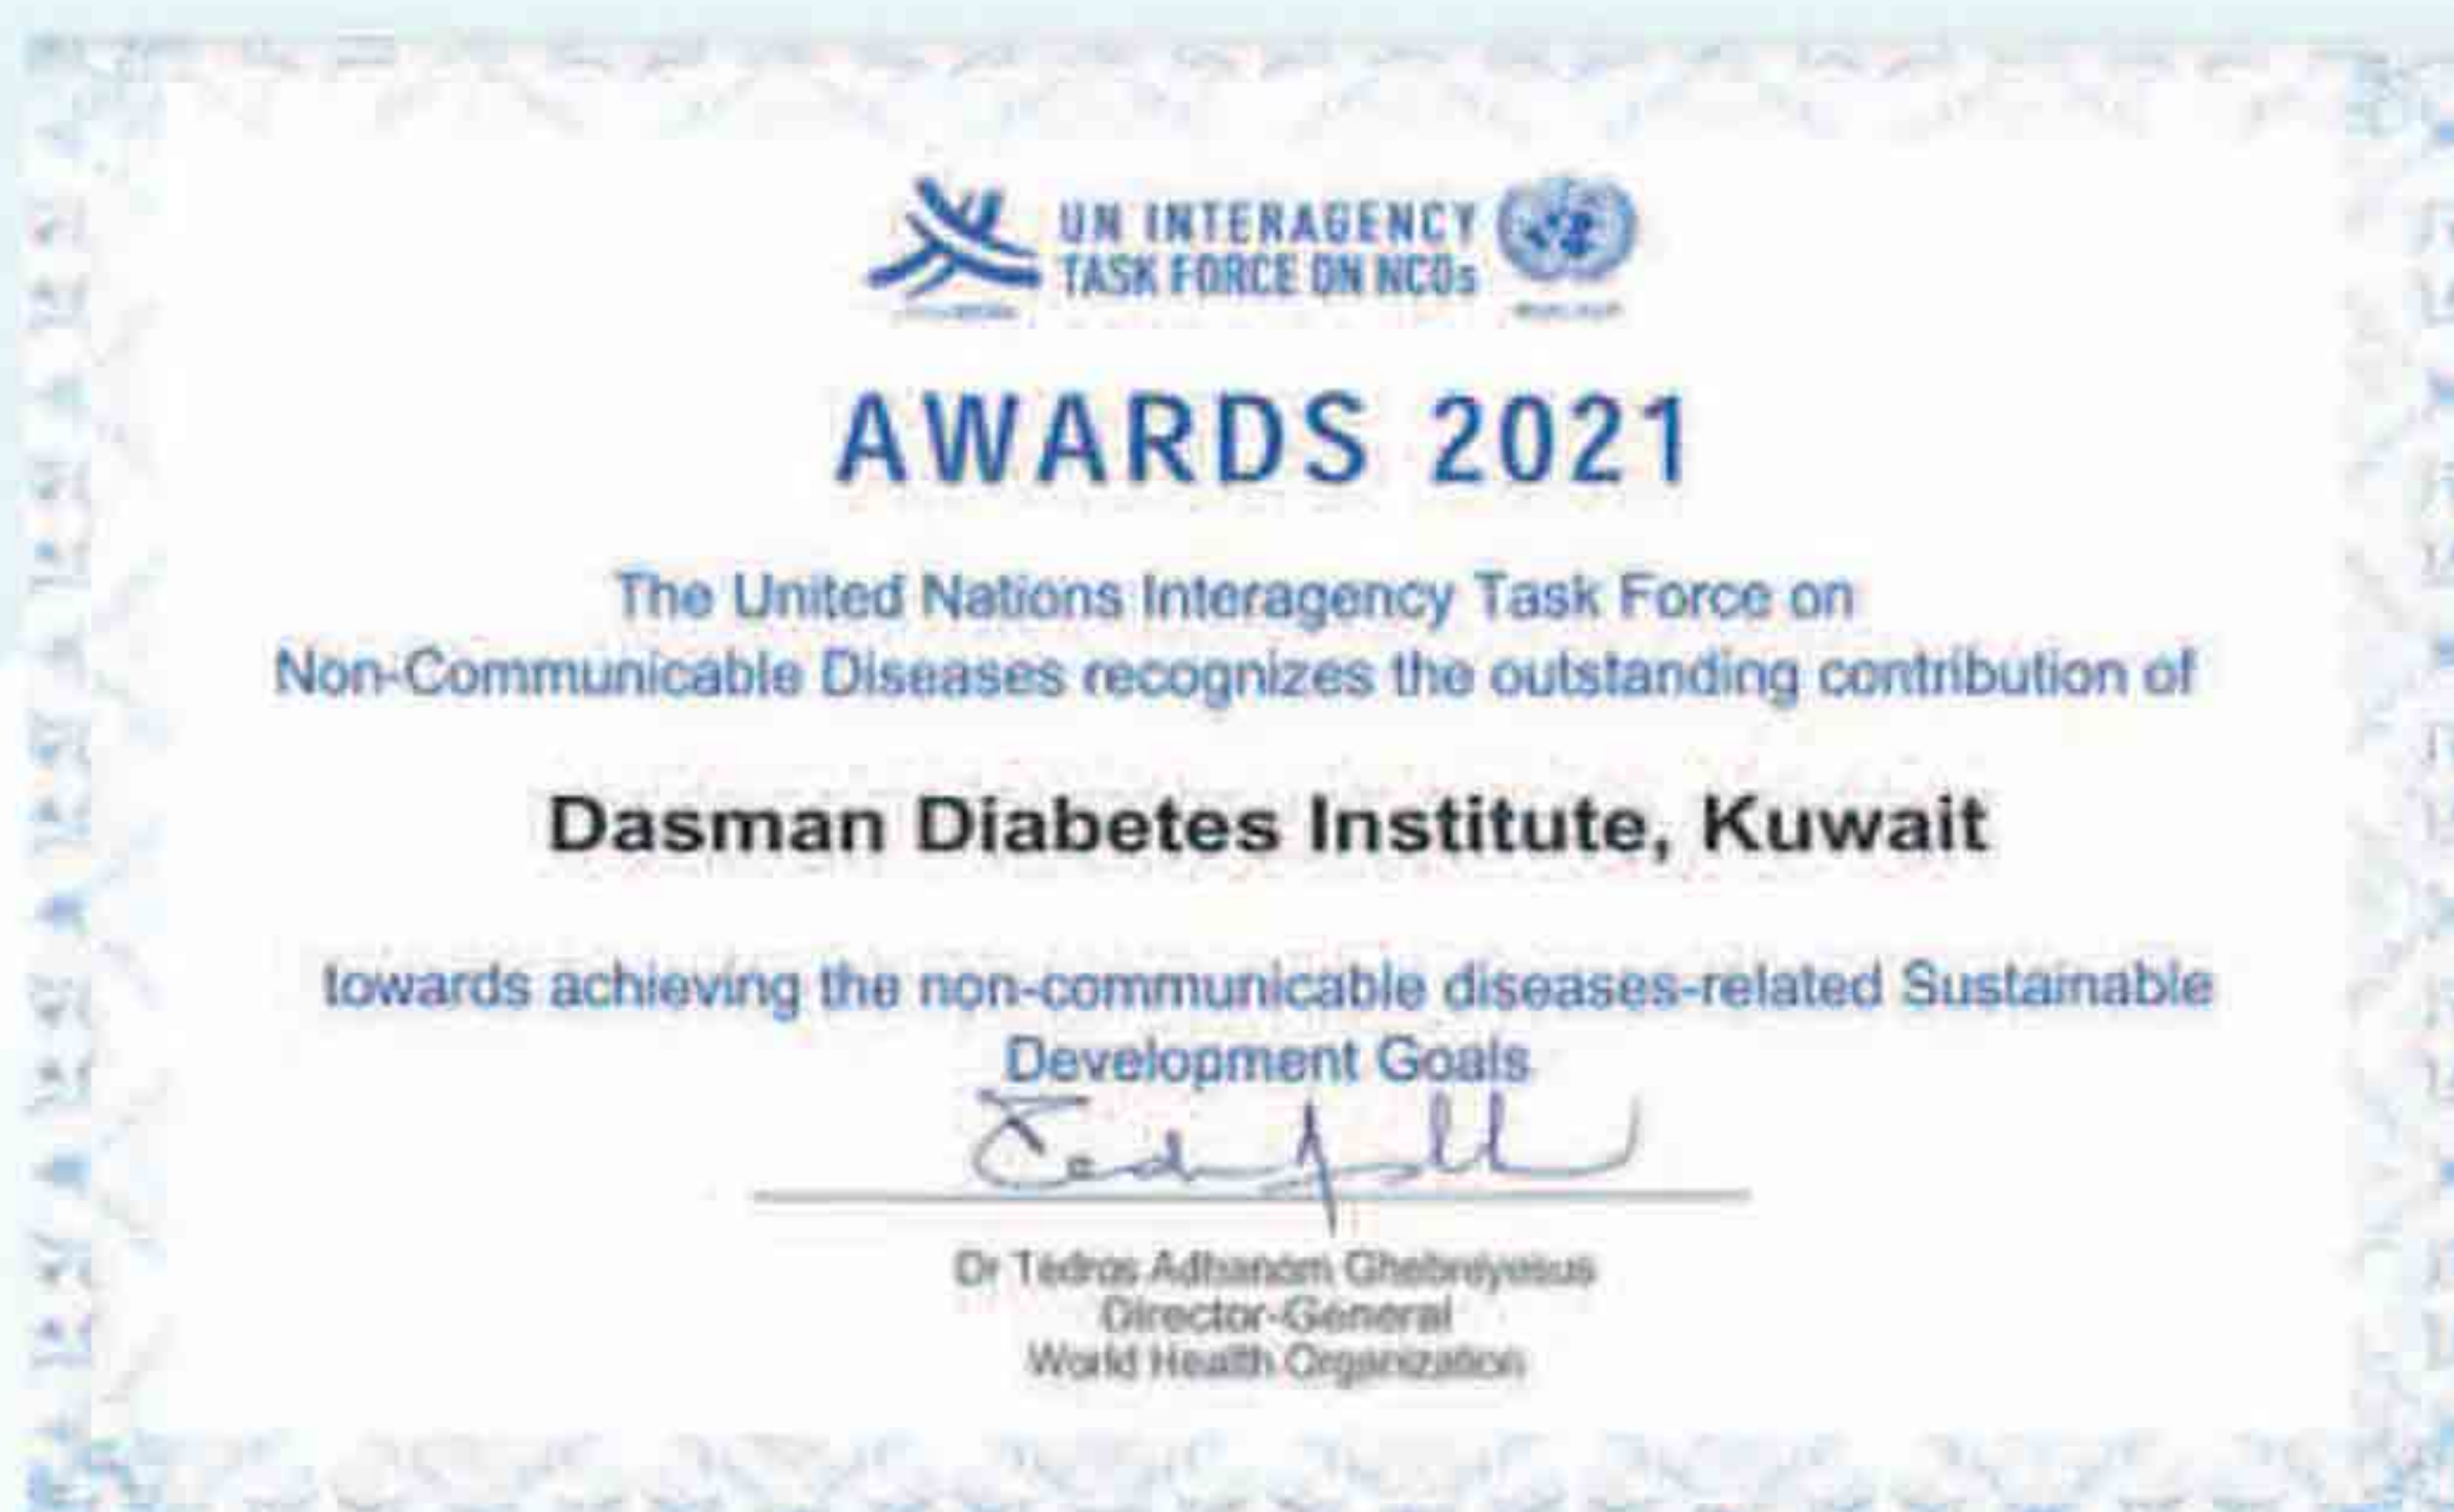 UN INTERAGENCY
TASK FORCE ON NCDs
AWARDS 2021
The United Nations Interagency Task Force on
Non-Communicable Diseases recognizes the outstanding contribution of
Dasman Diabetes Institute, Kuwait
towards achieving the non-communicable diseases-related Sustainable
Development Goals
Dr Tedros Adhanom Ghebreyesus
Director-General
World Health Organization